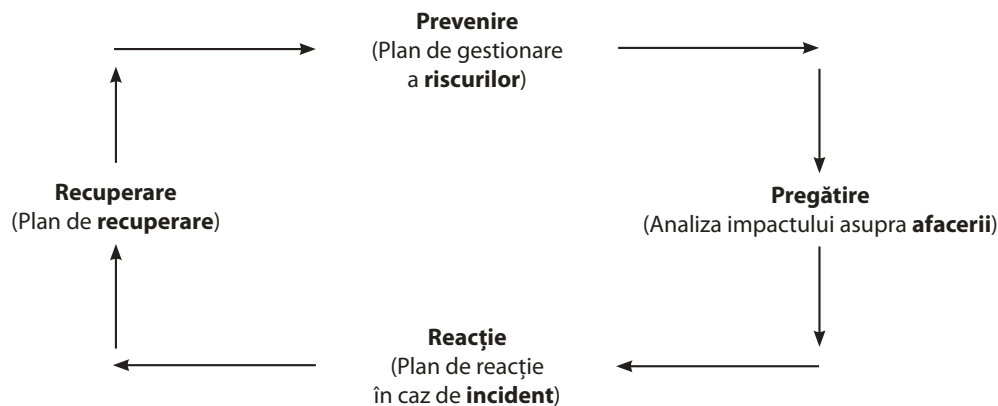 Prevenire
(Plan de gestionare
a riscurilor)
Recuperare
(Plan de recuperare)
Pregătire
(Analiza impactului asupra afacerii)
Reacție
(Plan de reacție
în caz de incident)